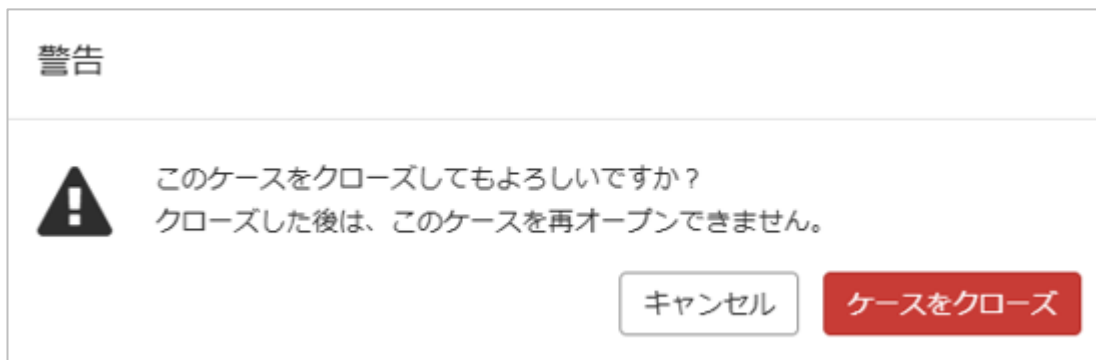 警告
このケースをクローズしてもよろしいですか？
クローズした後は、このケースを再オープンできません。
キャンセル
ケースをクローズ